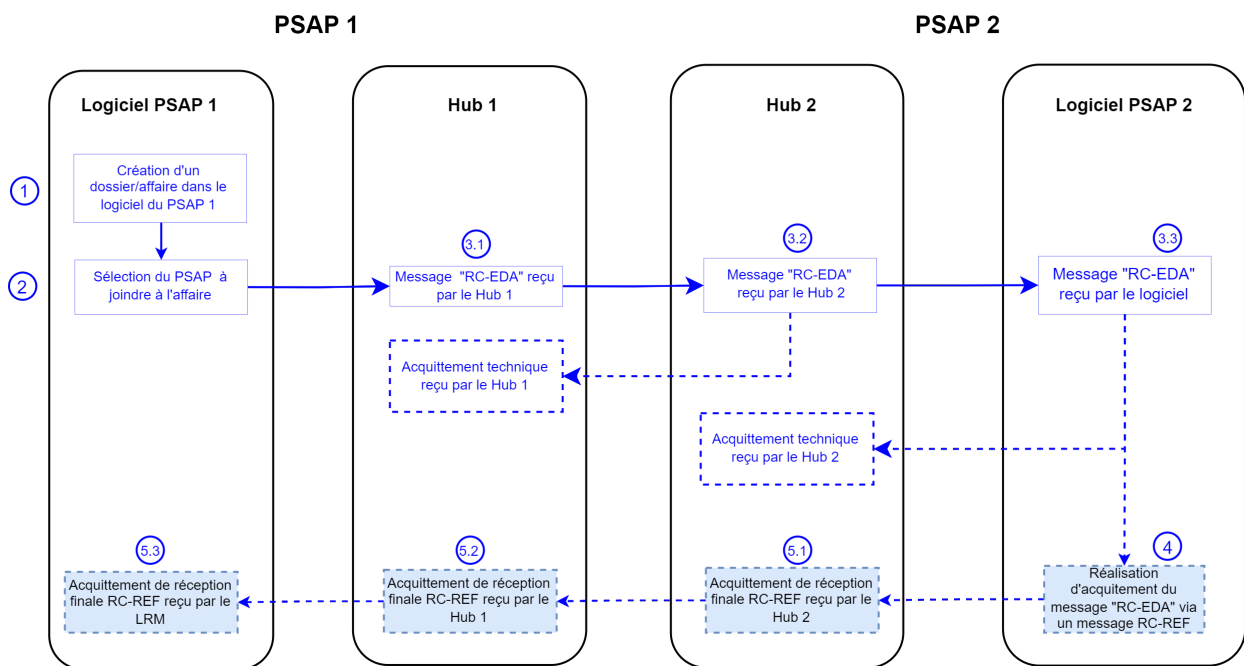 PSAP 1
PSAP 2
Logiciel PSAP 1
Hub 1
Hub 2
Logiciel PSAP 2
1
Création d'un
dossier/affaire dans le
logiciel du PSAP 1
2
Sélection du PSAP à
joindre à l'affaire
3.1
Message "RC-EDA" reçu
par le Hub 1
3.2
Message "RC-EDA"
reçu par le Hub 2
3.3
Message "RC-EDA"
reçu par le logiciel
Acquittement technique
reçu par le Hub 1
Acquittement technique
reçu par le Hub 2
5.3
Acquittement de réception
finale RC-REF reçu par le
LRM
5.2
Acquittement de réception
finale RC-REF reçu par le
Hub 1
5.1
Acquittement de réception
finale RC-REF reçu par le
Hub 2
4
Réalisation
d'acquitement du
message "RC-EDA" via
un message RC-REF